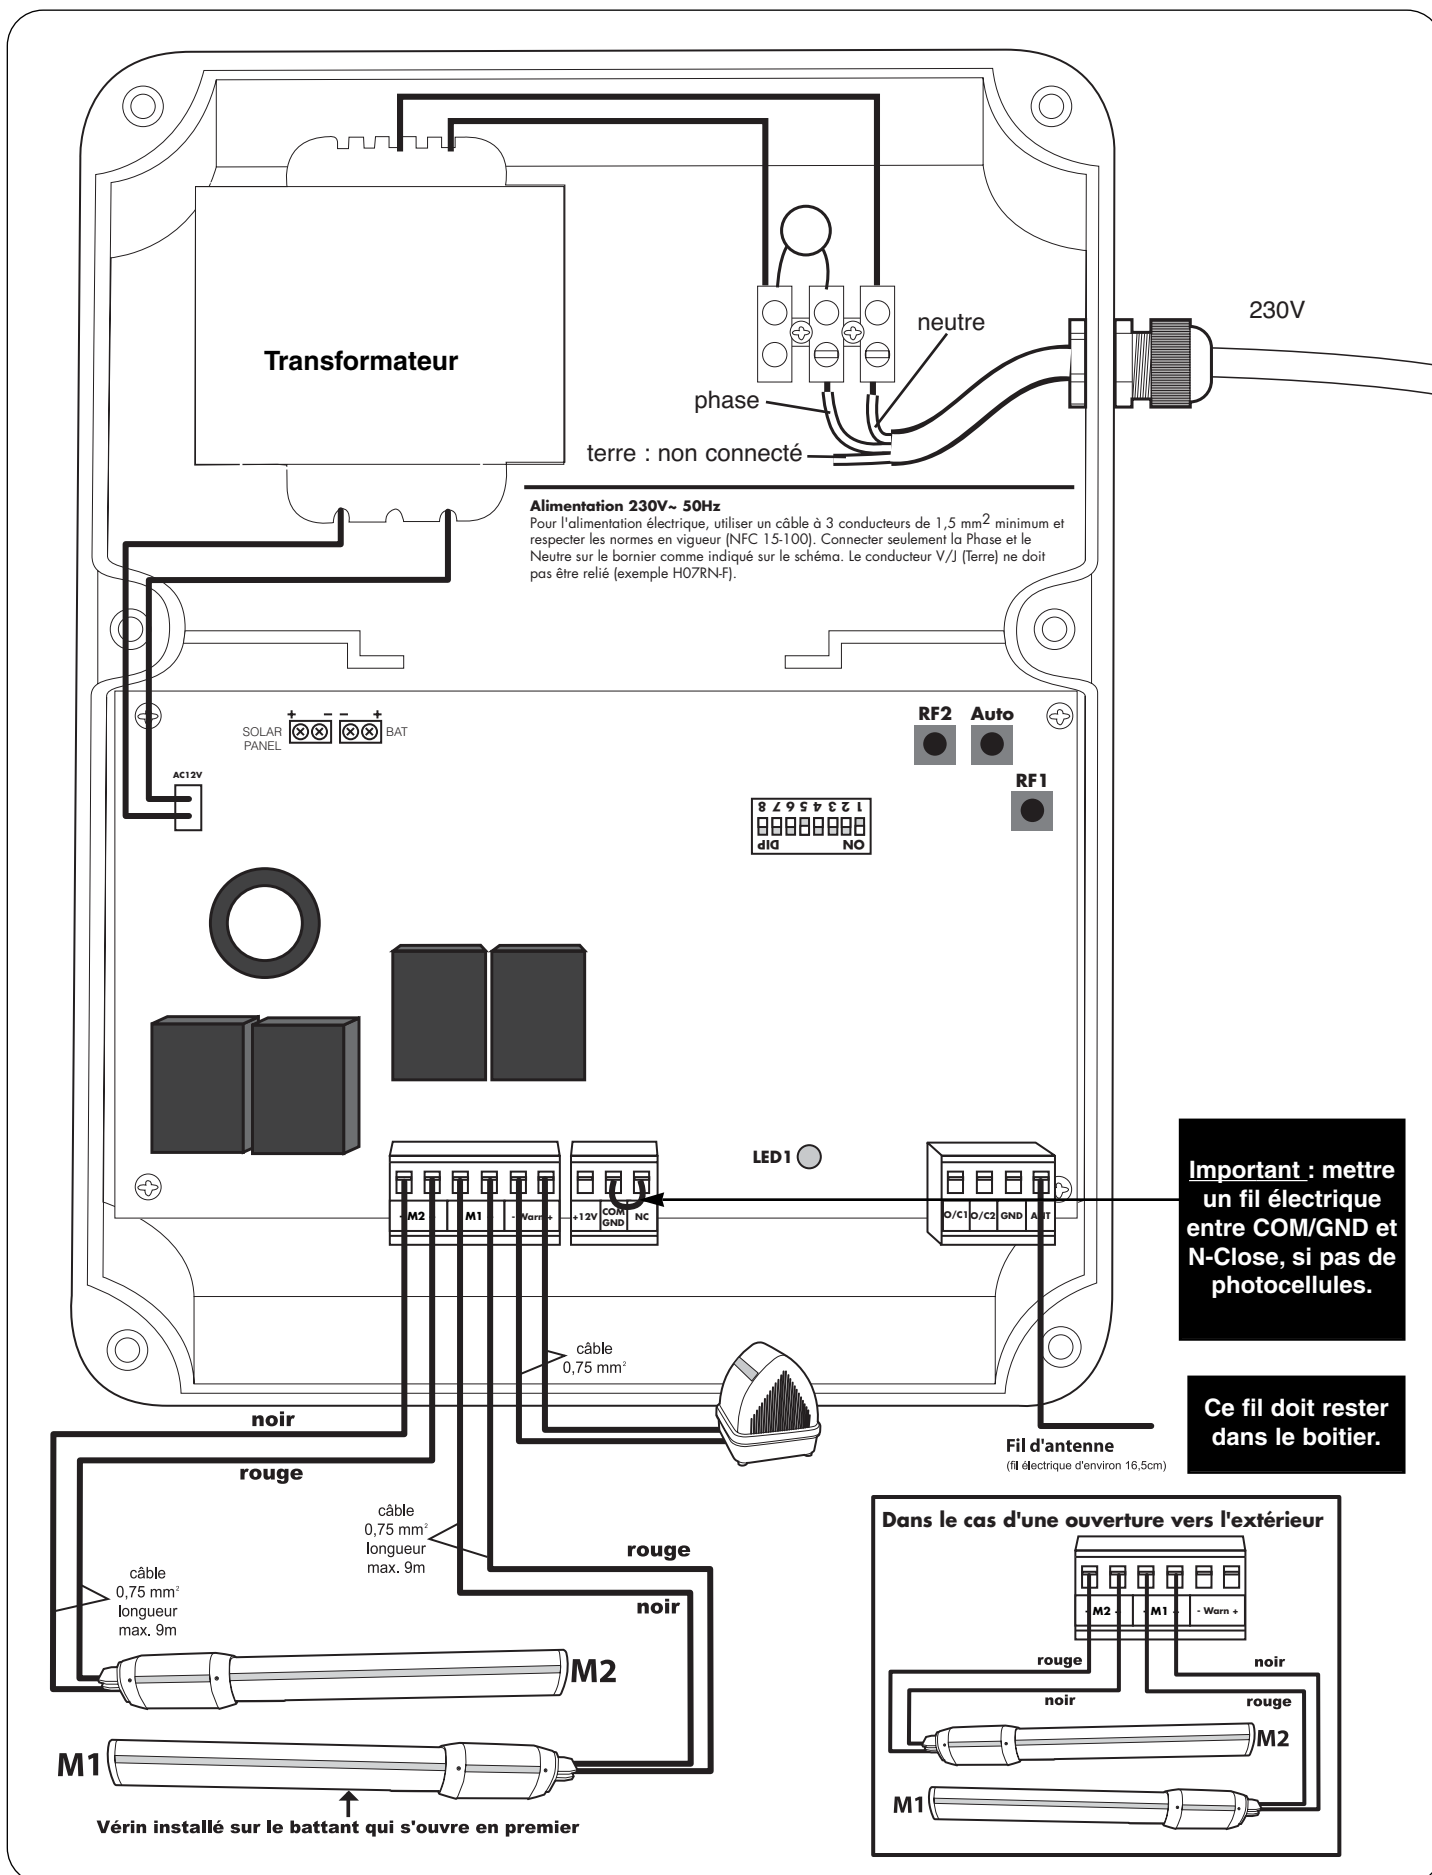 230V
neutre
Transformateur
phase
terre : non connecté
Alimentation 230V~ 50Hz
Pour l'alimentation électrique, utiliser un câble à 3 conducteurs de 1,5 mm2 minimum et
respecter les normes en vigueur (NFC 15-100). Connecter seulement la Phase et le
Neutre sur le bornier comme indiqué sur le schéma. Le conducteur V/J (Terre) ne doit
pas être relié (exemple H07RN-F).
+ - - +
SOLAR
PANEL
BAT
RF2 Auto
AC12V
RF1
1 2 3 4 5 6 7 8
ON DIP
LED1
- M2 + - M1 + - Warn +
+12V COM
GND NC
O/C1 O/C2 GND ANT
Important : mettre
un fil électrique
entre COM/GND et
N-Close, si pas de
photocellules.
câble
0,75 mm²
Ce fil doit rester
dans le boitier.
noir
rouge
Fil d'antenne
(fil électrique d'environ 16,5cm)
câble
0,75 mm²
longueur
max. 9m
rouge
noir
câble
0,75 mm²
longueur
max. 9m
M2
M1
Vérin installé sur le battant qui s'ouvre en premier
Dans le cas d'une ouverture vers l'extérieur
- M2 + - M1 + - Warn +
rouge
noir
noir
rouge
M2
M1